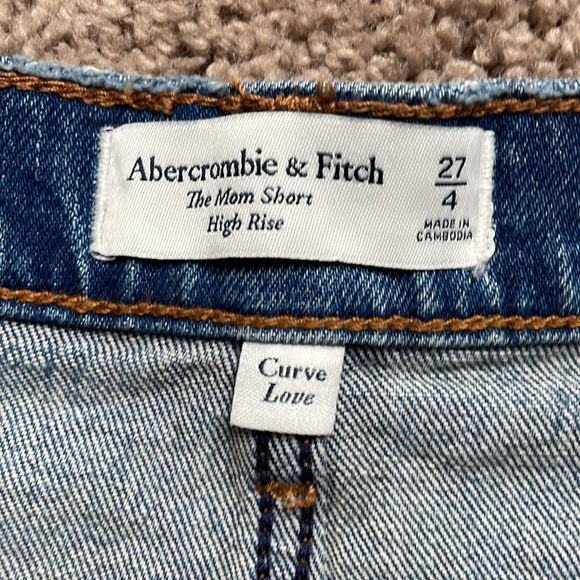 Abercrombie & Fitch
The Mom Short
High Rise
27
4
MADE IN
CAMBODIA
Curve
Love